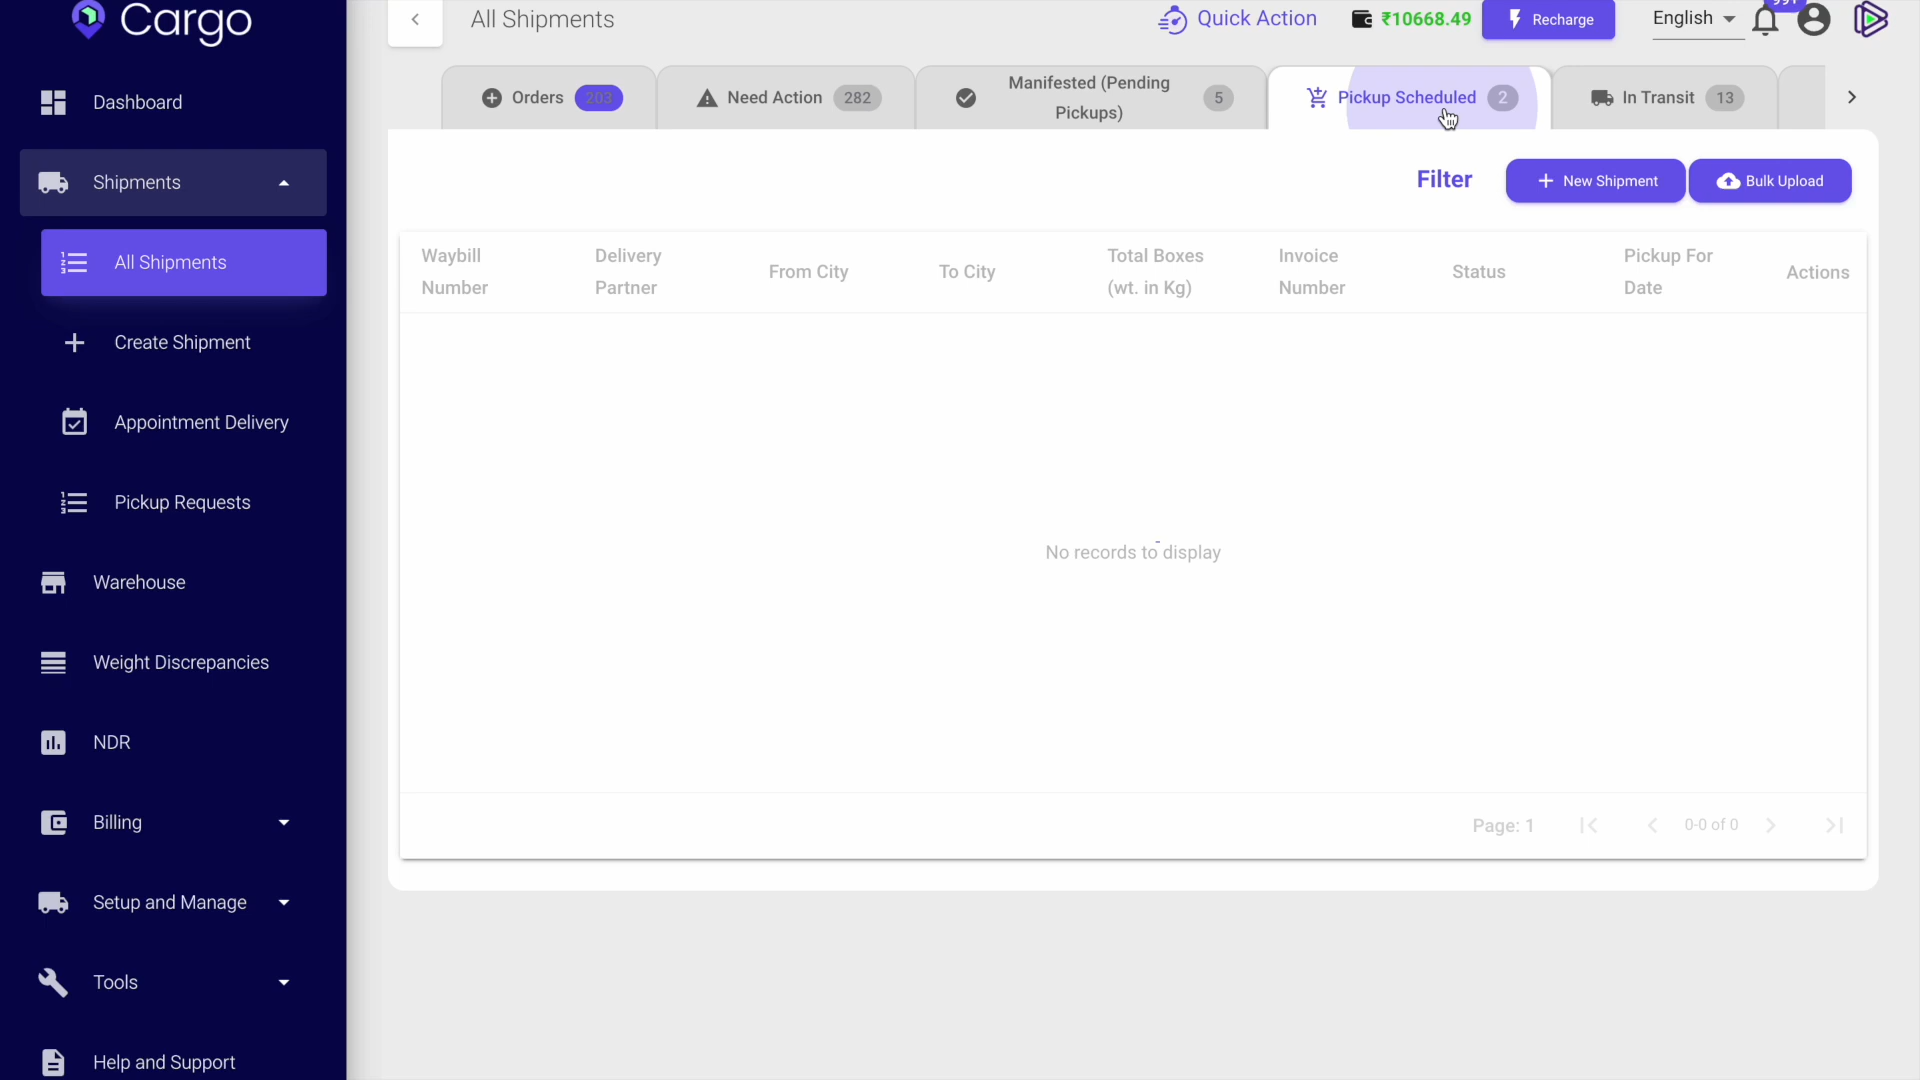 Cargo
All Shipments
Quick Action
₹10668.49
Recharge
English
Dashboard
Shipments
All Shipments
Create Shipment
Appointment Delivery
Pickup Requests
Warehouse
Weight Discrepancies
NDR
Billing
Setup and Manage
Tools
Help and Support
Orders 203
Need Action 282
Manifested (Pending
Pickups) 5
Pickup Scheduled 2
In Transit 13
Filter
New Shipment
Bulk Upload
Waybill
Number
Delivery
Partner
From City
To City
Total Boxes
(wt. in Kg)
Invoice
Number
Status
Pickup For
Date
Actions
No records to display
Page: 1
0-0 of 0